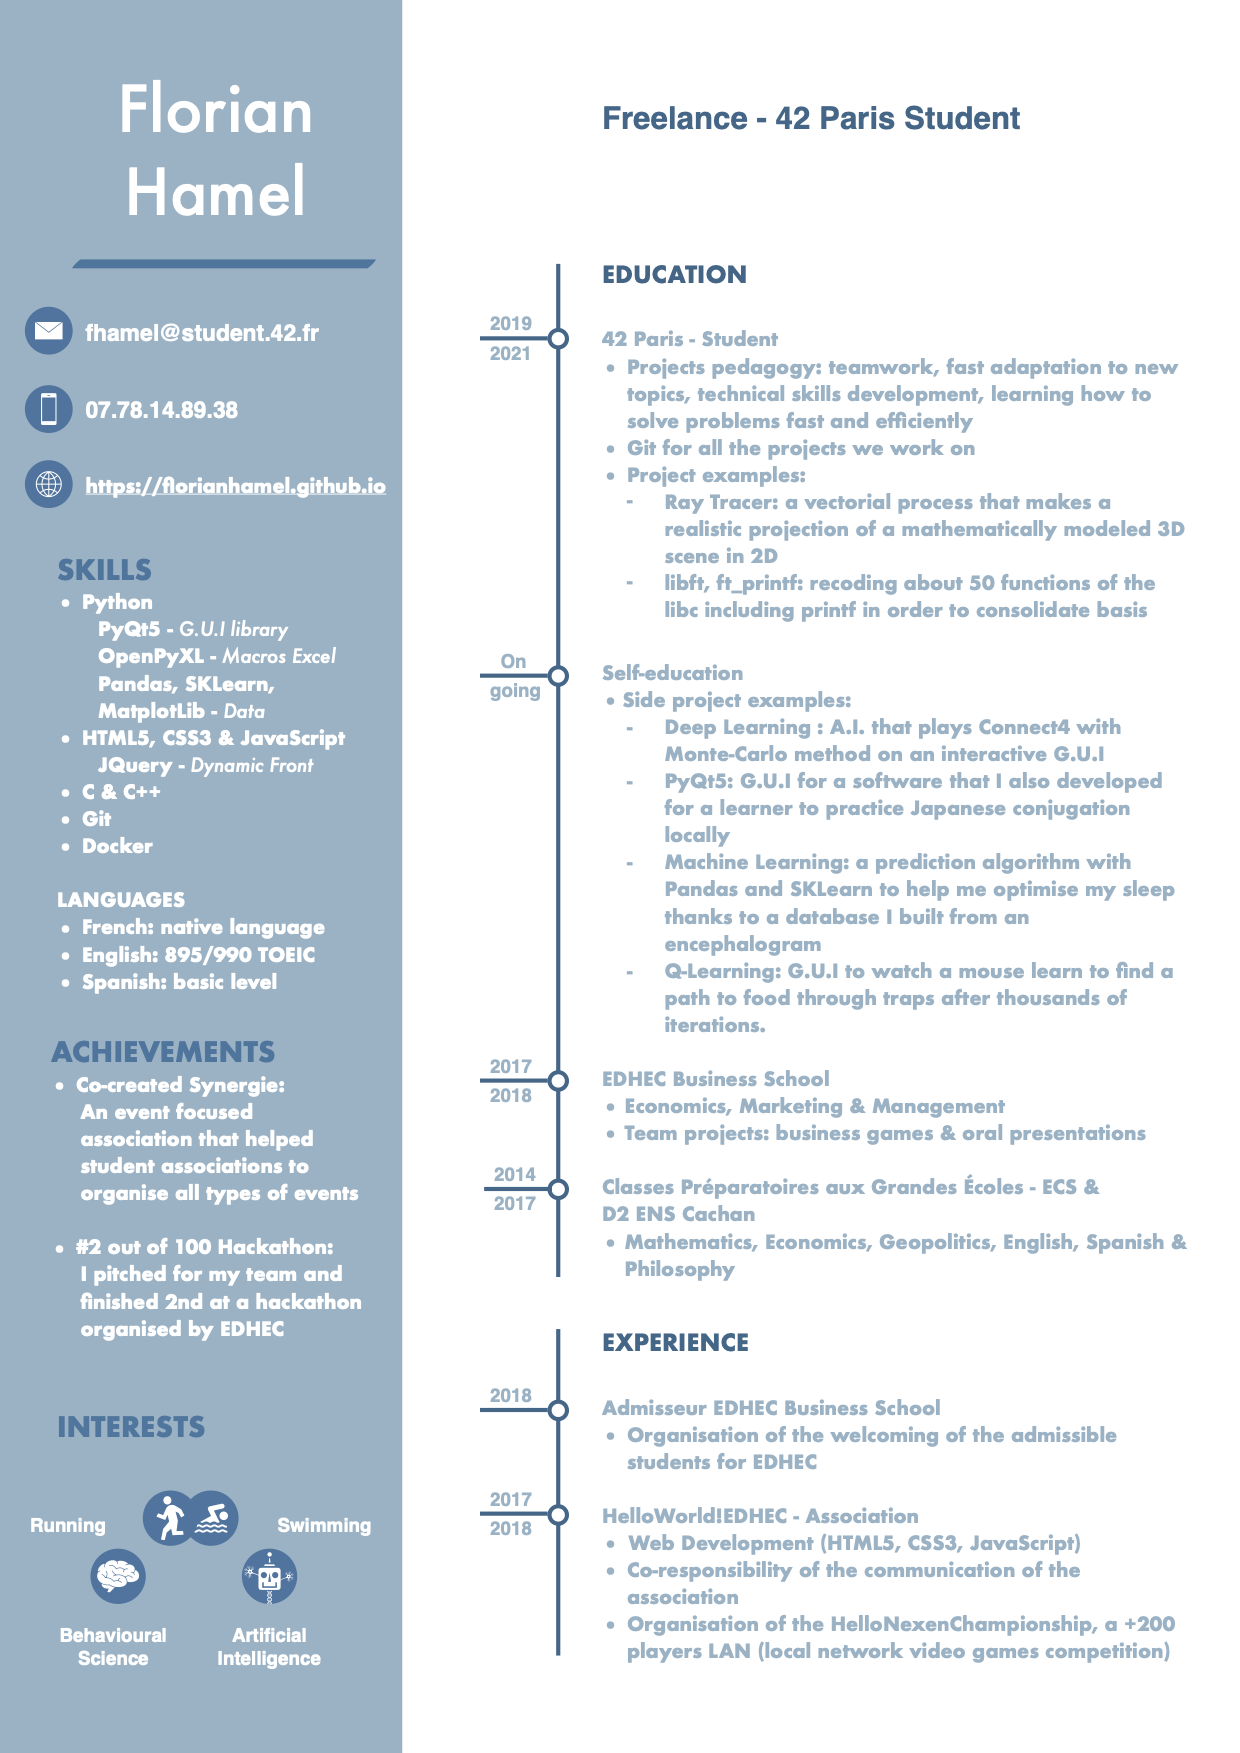 Florian
Hamel
fhamel@student.42.fr
07.78.14.89.38
https://florianhamel.github.io
SKILLS
• Python
PyQt5 - G.U.I library
OpenPyXL - Macros Excel
Pandas, SKLearn,
MatplotLib - Data
• HTML5, CSS3 & JavaScript
JQuery - Dynamic Front
• C & C++
• Git
• Docker
LANGUAGES
• French: native language
• English: 895/990 TOEIC
• Spanish: basic level
ACHIEVEMENTS
• Co-created Synergie:
An event focused
association that helped
student associations to
organise all types of events
• #2 out of 100 Hackathon:
I pitched for my team and
finished 2nd at a hackathon
organised by EDHEC
INTERESTS
Running
Swimming
Behavioural
Science
Artificial
Intelligence
Freelance - 42 Paris Student
EDUCATION
2019
2021
42 Paris - Student
• Projects pedagogy: teamwork, fast adaptation to new
topics, technical skills development, learning how to
solve problems fast and efficiently
• Git for all the projects we work on
• Project examples:
- Ray Tracer: a vectorial process that makes a
realistic projection of a mathematically modeled 3D
scene in 2D
- libft, ft_printf: recoding about 50 functions of the
libc including printf in order to consolidate basis
On
going
Self-education
• Side project examples:
- Deep Learning : A.I. that plays Connect4 with
Monte-Carlo method on an interactive G.U.I
- PyQt5: G.U.I for a software that I also developed
for a learner to practice Japanese conjugation
locally
- Machine Learning: a prediction algorithm with
Pandas and SKLearn to help me optimise my sleep
thanks to a database I built from an
encephalogram
- Q-Learning: G.U.I to watch a mouse learn to find a
path to food through traps after thousands of
iterations.
2017
2018
EDHEC Business School
• Economics, Marketing & Management
• Team projects: business games & oral presentations
2014
2017
Classes Préparatoires aux Grandes Écoles - ECS &
D2 ENS Cachan
• Mathematics, Economics, Geopolitics, English, Spanish &
Philosophy
EXPERIENCE
2018
Admisseur EDHEC Business School
• Organisation of the welcoming of the admissible
students for EDHEC
2017
2018
HelloWorld!EDHEC - Association
• Web Development (HTML5, CSS3, JavaScript)
• Co-responsibility of the communication of the
association
• Organisation of the HelloNexenChampionship, a +200
players LAN (local network video games competition)